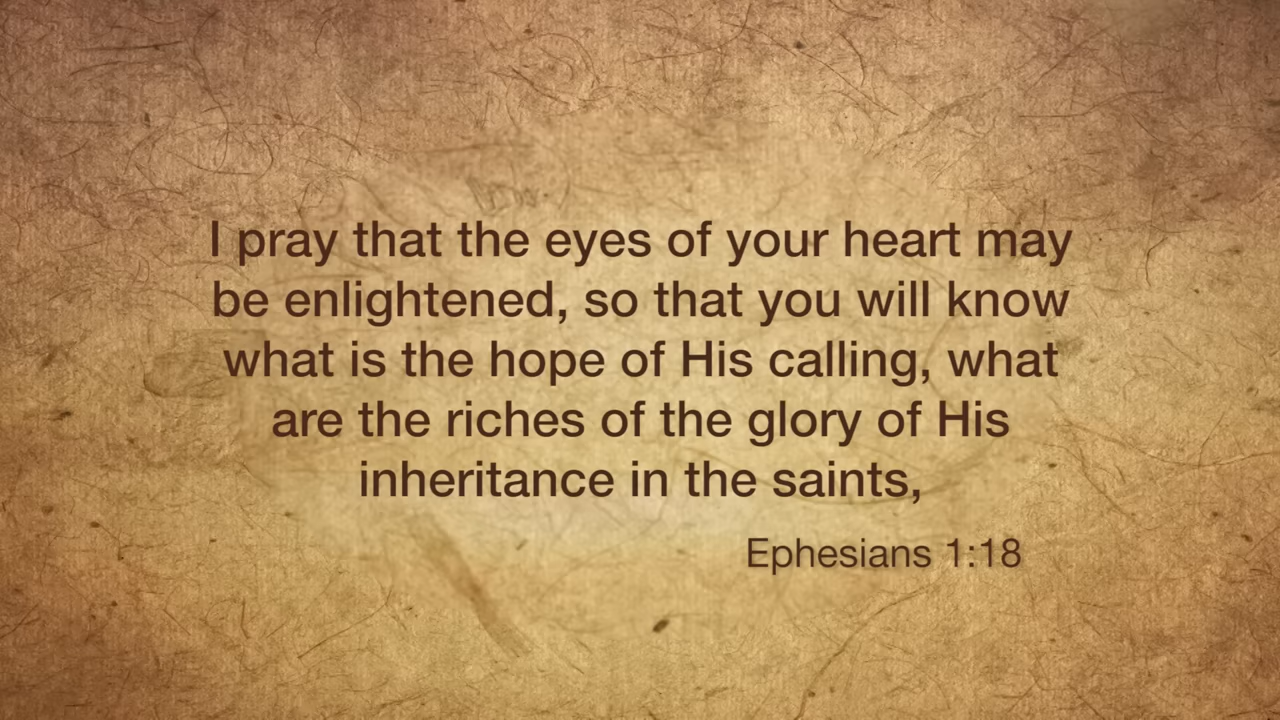 I pray that the eyes of your heart may
be enlightened, so that you will know
what is the hope of His calling, what
are the riches of the glory of His
inheritance in the saints,
Ephesians 1:18